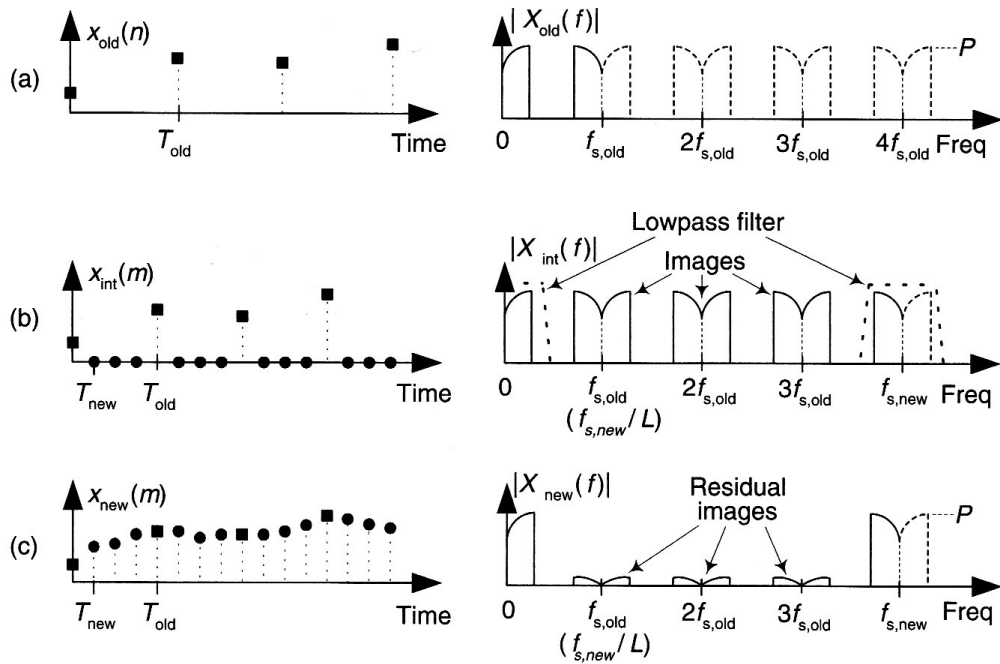 x_old(n)
|X_old(f)|
(a)
P
T_old
Time
0
f_s,old
2f_s,old
3f_s,old
4f_s,old
Freq
Lowpass filter
x_int(m)
|X_int(f)|
Images
(b)
T_new
T_old
Time
0
f_s,old
2f_s,old
3f_s,old
f_s,new
Freq
(f_s,new/L)
x_new(m)
|X_new(f)|
Residual
images
P
(c)
T_new
T_old
Time
0
f_s,old
2f_s,old
3f_s,old
f_s,new
Freq
(f_s,new/L)